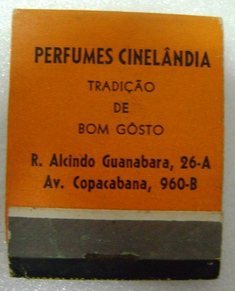 PERFUMES CINELÂNDIA
TRADIÇÃO
DE
BOM GÔSTO
R. Alcindo Guanabara, 26-A
Av. Copacabana, 960-B